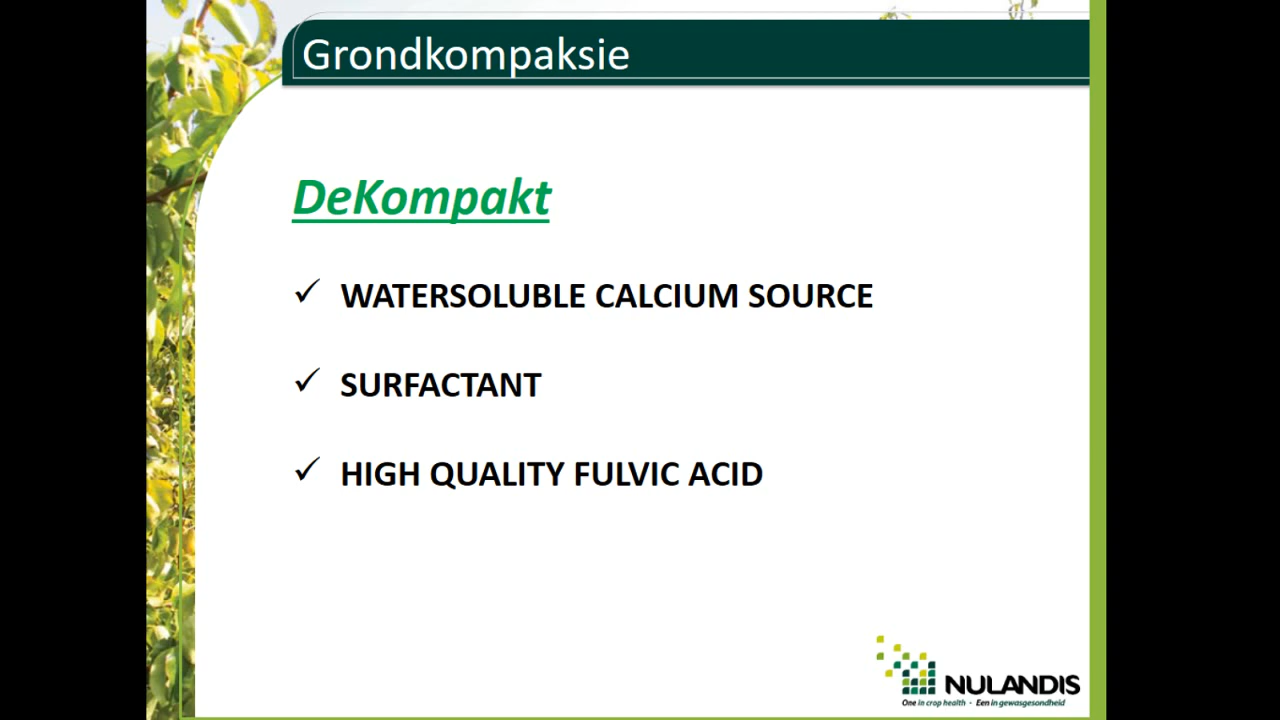 Grondkompaksie
DeKompakt
✓ WATERSOLUBLE CALCIUM SOURCE
✓ SURFACTANT
✓ HIGH QUALITY FULVIC ACID
NULANDIS
One in crop health · Een in gewasgesondheid